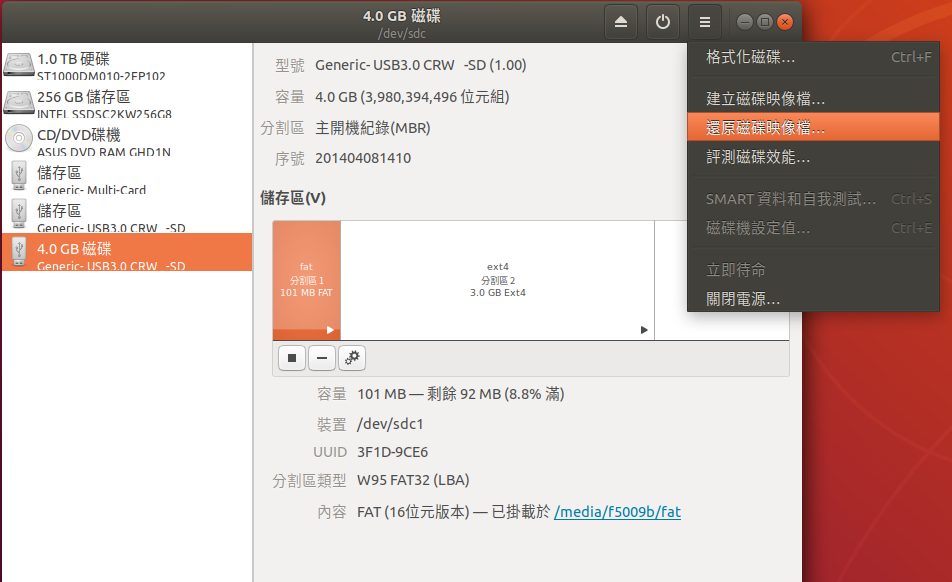 4.0 GB 磁碟
/dev/sdc
1.0 TB 硬碟
ST1000DM010-2EP102
256 GB 儲存區
INTEL SSDSC2KW256G8
CD/DVD碟機
ASUS DVD RAM GHD1N
儲存區
Generic- Multi-Card
儲存區
Generic- USB3.0 CRW -SD
4.0 GB 磁碟
Generic- USB3.0 CRW -SD
型號 Generic- USB3.0 CRW -SD (1.00)
容量 4.0 GB (3,980,394,496 位元組)
分割區 主開機紀錄(MBR)
序號 201404081410
儲存區(V)
fat
分割區 1
101 MB FAT
ext4
分割區 2
3.0 GB Ext4
容量 101 MB — 剩餘 92 MB (8.8% 滿)
裝置 /dev/sdc1
UUID 3F1D-9CE6
分割區類型 W95 FAT32 (LBA)
內容 FAT (16位元版本) — 已掛載於 /media/f5009b/fat
格式化磁碟… Ctrl+F
建立磁碟映像檔…
還原磁碟映像檔…
評測磁碟效能…
SMART 資料和自我測試… Ctrl+S
磁碟機設定值… Ctrl+E
立即待命
關閉電源…